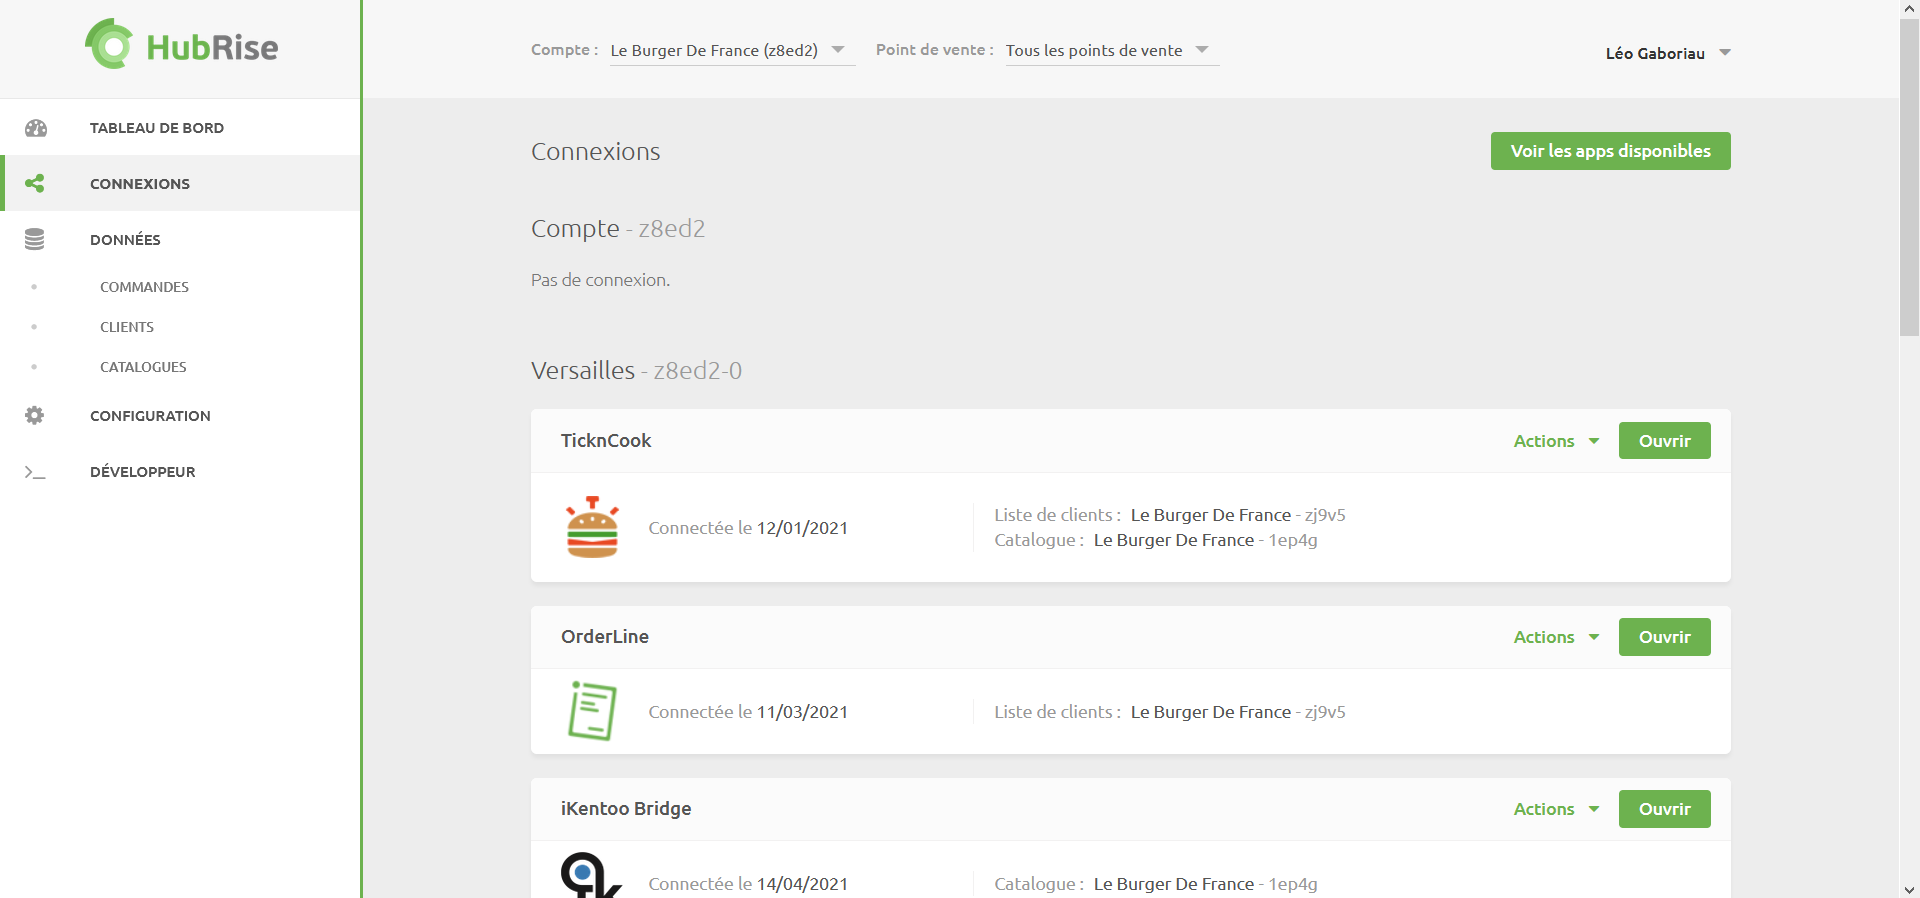 HubRise
Compte : Le Burger De France (z8ed2) Point de vente : Tous les points de vente
Léo Gaboriau
TABLEAU DE BORD
CONNEXIONS
DONNÉES
COMMANDES
CLIENTS
CATALOGUES
CONFIGURATION
DÉVELOPPEUR
Connexions
Voir les apps disponibles
Compte - z8ed2
Pas de connexion.
Versailles - z8ed2-0
TicknCook Actions Ouvrir
Connectée le 12/01/2021
Liste de clients : Le Burger De France - zj9v5
Catalogue : Le Burger De France - 1ep4g
OrderLine Actions Ouvrir
Connectée le 11/03/2021 Liste de clients : Le Burger De France - zj9v5
iKentoo Bridge Actions Ouvrir
Connectée le 14/04/2021 Catalogue : Le Burger De France - 1ep4g